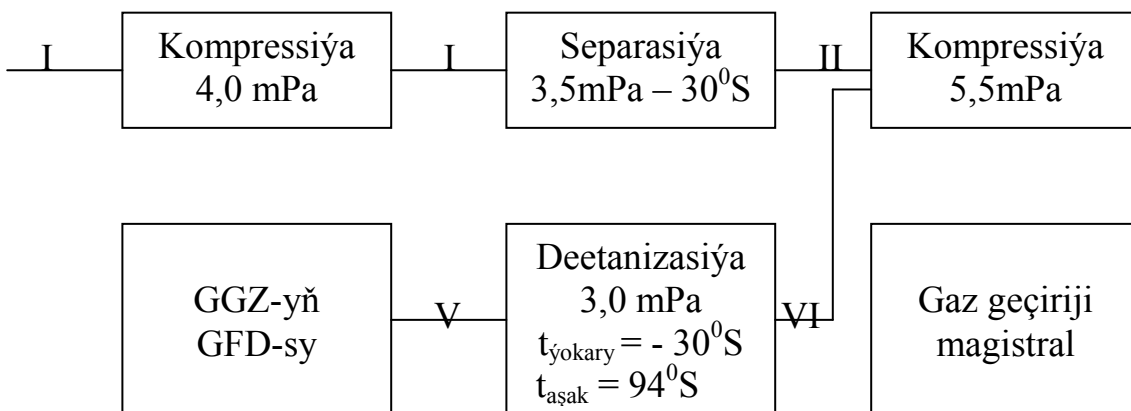 I
Kompressiýa
4,0 mPa
I
Separasiýa
3,5mPa – 30⁰S
II
Kompressiýa
5,5mPa
GGZ-yň
GFD-sy
V
Deetanizasiýa
3,0 mPa
týokary = - 30⁰S
taşak = 94⁰S
VI
Gaz geçiriji
magistral